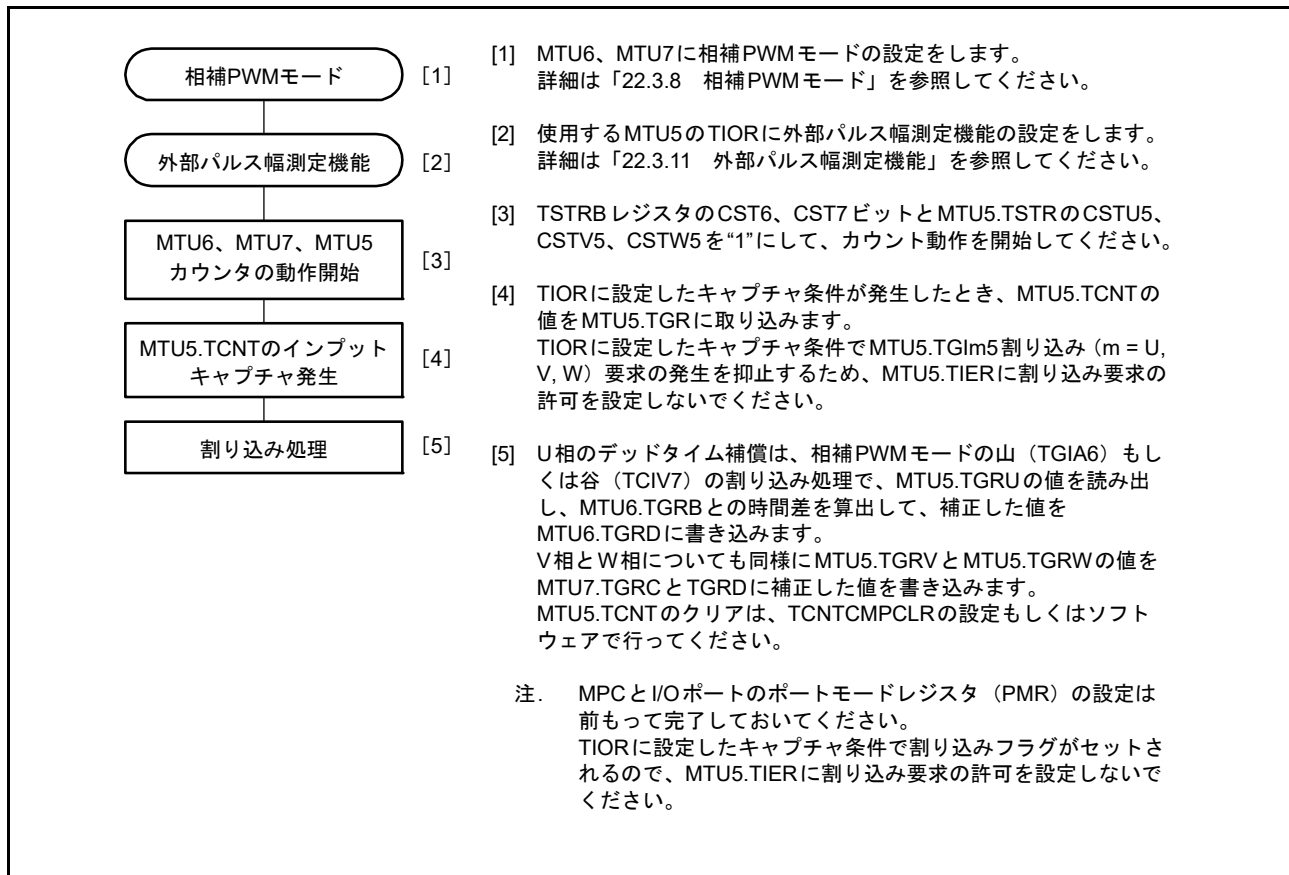 相補PWMモード [1]
外部パルス幅測定機能 [2]
MTU6、MTU7、MTU5
カウンタの動作開始 [3]
MTU5.TCNTのインプット
キャプチャ発生 [4]
割り込み処理 [5]
[1] MTU6、MTU7に相補PWMモードの設定をします。
詳細は「22.3.8 相補PWMモード」を参照してください。
[2] 使用するMTU5のTIORに外部パルス幅測定機能の設定をします。
詳細は「22.3.11 外部パルス幅測定機能」を参照してください。
[3] TSTRBレジスタのCST6、CST7ビットとMTU5.TSTRのCSTU5、
CSTV5、CSTW5を“1”にして、カウント動作を開始してください。
[4] TIORに設定したキャプチャ条件が発生したとき、MTU5.TCNTの
値をMTU5.TGRに取り込みます。
TIORに設定したキャプチャ条件でMTU5.TGIm5割り込み（m = U,
V, W）要求の発生を抑止するため、MTU5.TIERに割り込み要求の
許可を設定しないでください。
[5] U相のデッドタイム補償は、相補PWMモードの山（TGIA6）もし
くは谷（TCIV7）の割り込み処理で、MTU5.TGRUの値を読み出
し、MTU6.TGRBとの時間差を算出して、補正した値を
MTU6.TGRDに書き込みます。
V相とW相についても同様にMTU5.TGRVとMTU5.TGRWの値を
MTU7.TGRCとTGRDに補正した値を書き込みます。
MTU5.TCNTのクリアは、TCNTCMPCLRの設定もしくはソフト
ウェアで行ってください。
注. MPCとI/Oポートのポートモードレジスタ（PMR）の設定は
前もって完了しておいてください。
TIORに設定したキャプチャ条件で割り込みフラグがセットさ
れるので、MTU5.TIERに割り込み要求の許可を設定しないで
ください。